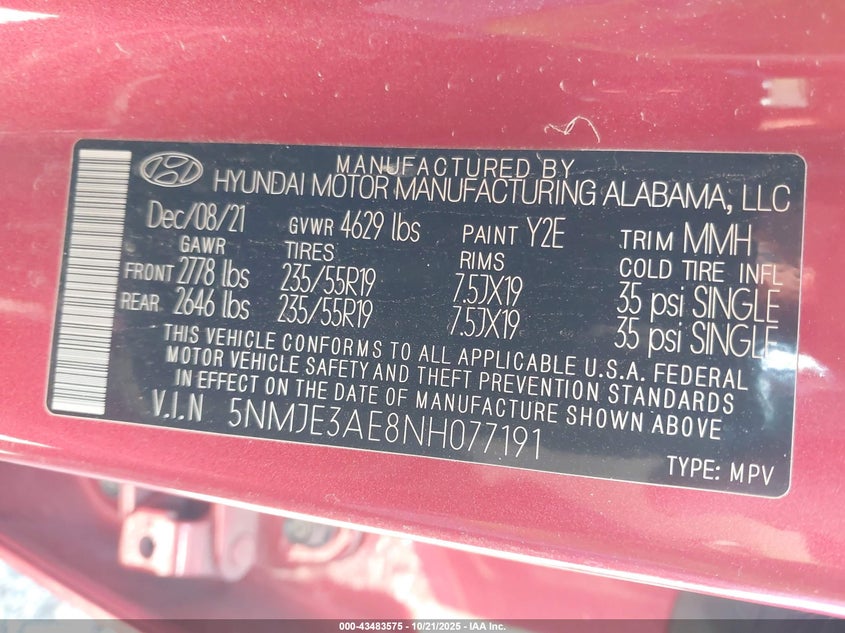 MANUFACTURED BY
HYUNDAI MOTOR MANUFACTURING ALABAMA, LLC
Dec/08/21 GVWR 4629 lbs PAINT Y2E TRIM MMH
GAWR TIRES RIMS COLD TIRE INFL
FRONT 2778 lbs 235/55R19 7.5JX19 35 psi SINGLE
REAR 2646 lbs 235/55R19 7.5JX19 35 psi SINGLE
THIS VEHICLE CONFORMS TO ALL APPLICABLE U.S.A. FEDERAL
MOTOR VEHICLE SAFETY AND THEFT PREVENTION STANDARDS
IN EFFECT ON THE DATE OF MANUFACTURE SHOWN ABOVE
V.I.N 5NMJE3AE8NH077191
TYPE: MPV
000-43483575 - 10/21/2025 - IAA Inc.